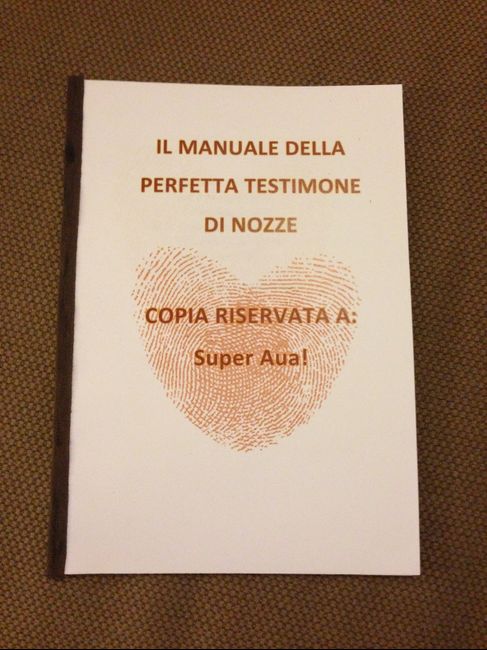 IL MANUALE DELLA
PERFETTA TESTIMONE
DI NOZZE
COPIA RISERVATA A:
Super Aua!